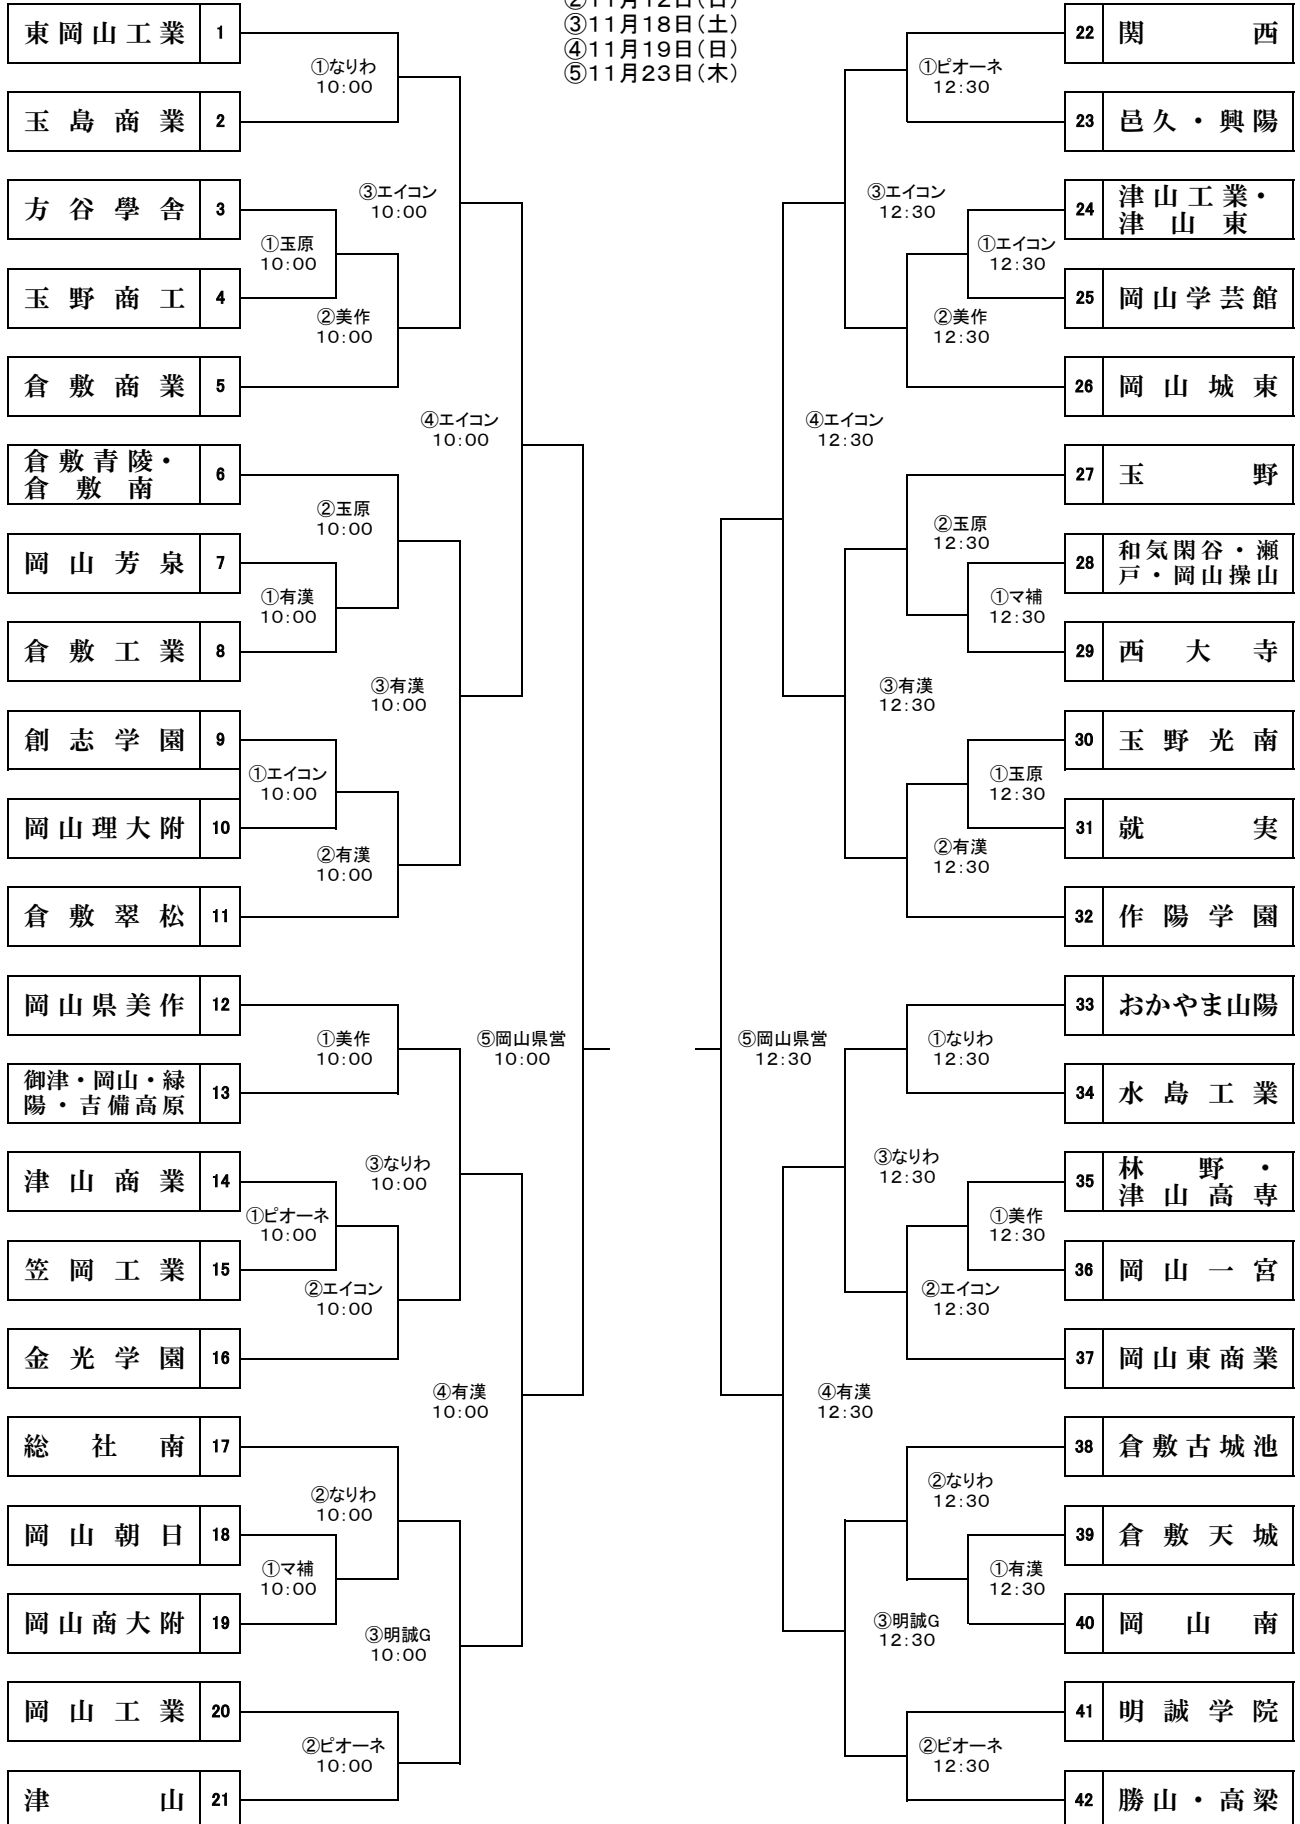 ②11月12日(日)
③11月18日(土)
④11月19日(日)
⑤11月23日(木)
東岡山工業 1
①なりわ
10:00
玉島商業 2
③エイコン
10:00
方谷學舎 3
①玉原
10:00
玉野商工 4
②美作
10:00
倉敷商業 5
④エイコン
10:00
倉敷青陵・
倉敷南
6
②玉原
10:00
岡山芳泉 7
①有漢
10:00
倉敷工業 8
③有漢
10:00
創志学園 9
①エイコン
10:00
岡山理大附 10
②有漢
10:00
倉敷翠松 11
岡山県美作 12
①美作
10:00
⑤岡山県営
10:00
御津・岡山・緑
陽・吉備高原
13
③なりわ
10:00
津山商業 14
①ピオーネ
10:00
笠岡工業 15
②エイコン
10:00
金光学園 16
④有漢
10:00
総社南 17
②なりわ
10:00
岡山朝日 18
①マ補
10:00
岡山商大附 19
③明誠G
10:00
岡山工業 20
②ピオーネ
10:00
津山 21
22 関西
①ピオーネ
12:30
23 邑久・興陽
③エイコン
12:30
24
津山工業・
津山東
①エイコン
12:30
25 岡山学芸館
②美作
12:30
26 岡山城東
④エイコン
12:30
27 玉野
②玉原
12:30
28
和気閑谷・瀬
戸・岡山操山
①マ補
12:30
29 西大寺
③有漢
12:30
30 玉野光南
①玉原
12:30
31 就実
②有漢
12:30
32 作陽学園
33 おかやま山陽
⑤岡山県営
12:30
①なりわ
12:30
34 水島工業
③なりわ
12:30
35
林野・
津山高専
①美作
12:30
36 岡山一宮
②エイコン
12:30
37 岡山東商業
④有漢
12:30
38 倉敷古城池
②なりわ
12:30
39 倉敷天城
①有漢
12:30
40 岡山南
③明誠G
12:30
41 明誠学院
②ピオーネ
12:30
42 勝山・高梁